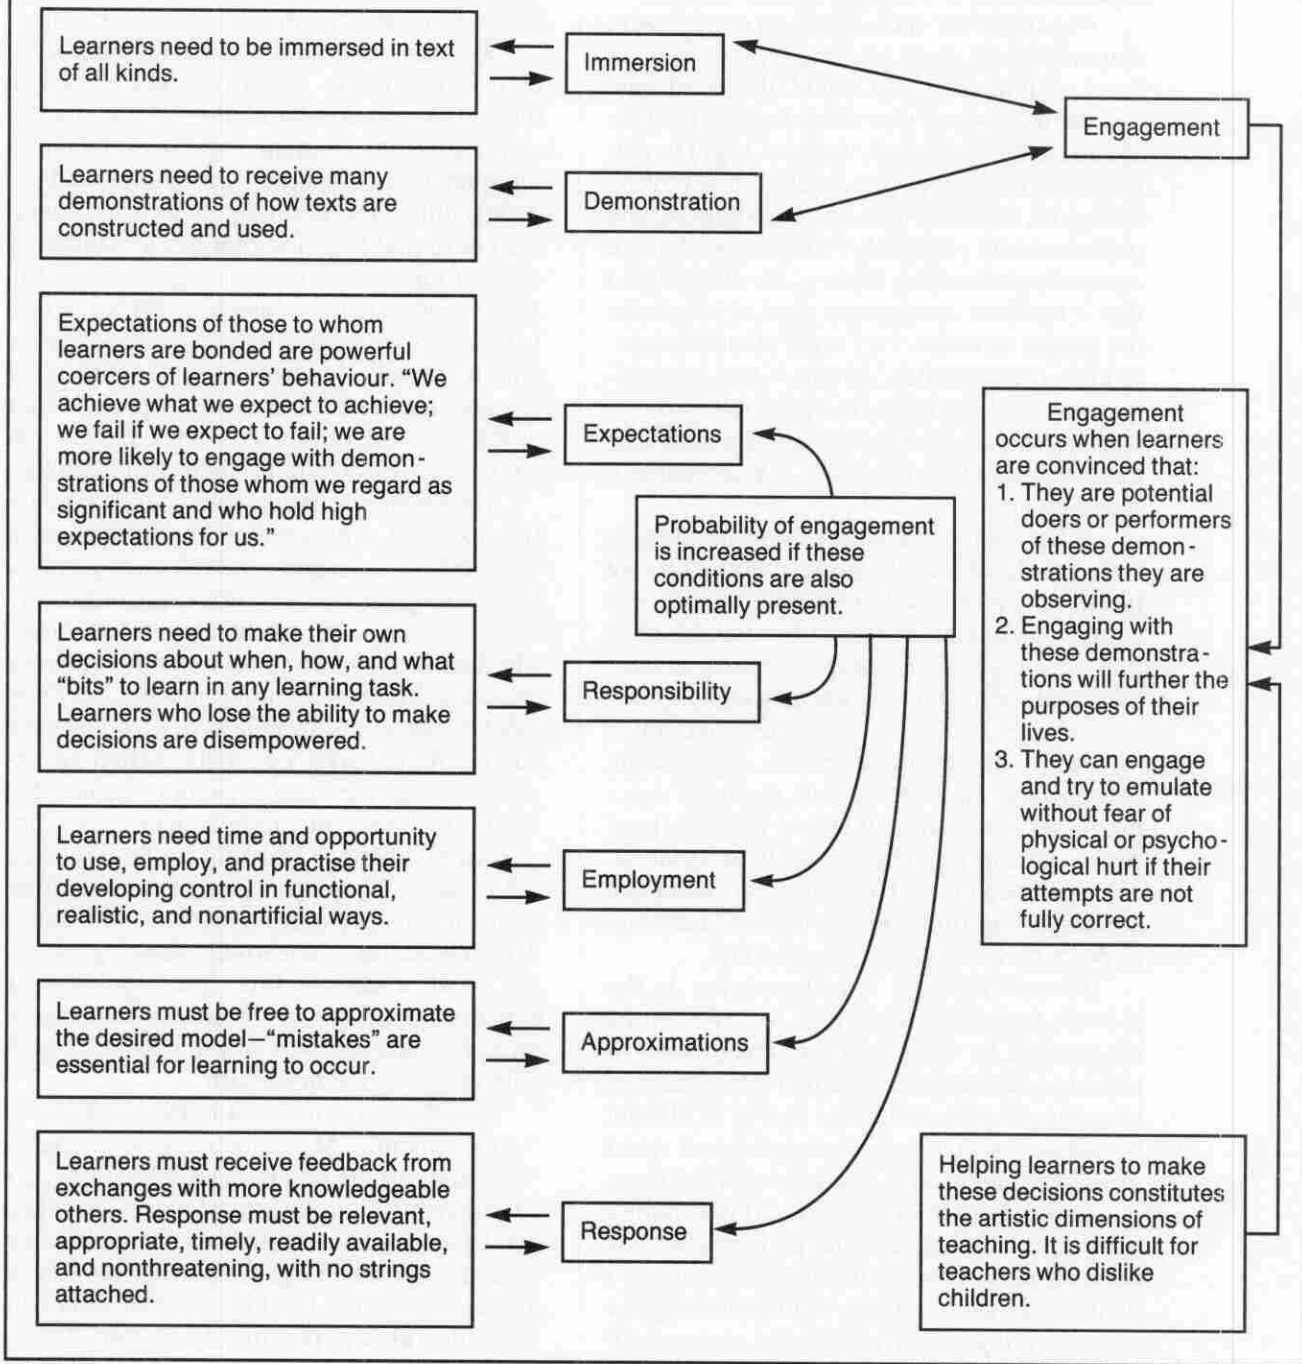 Learners need to be immersed in text
of all kinds.
Immersion
Engagement
Learners need to receive many
demonstrations of how texts are
constructed and used.
Demonstration
Expectations of those to whom
learners are bonded are powerful
coercers of learners' behaviour. “We
achieve what we expect to achieve;
we fail if we expect to fail; we are
more likely to engage with demon-
strations of those whom we regard as
significant and who hold high
expectations for us.”
Expectations
Probability of engagement
is increased if these
conditions are also
optimally present.
Engagement
occurs when learners
are convinced that:
1. They are potential
doers or performers
of these demon-
strations they are
observing.
2. Engaging with
these demonstra-
tions will further the
purposes of their
lives.
3. They can engage
and try to emulate
without fear of
physical or psycho-
logical hurt if their
attempts are not
fully correct.
Learners need to make their own
decisions about when, how, and what
“bits” to learn in any learning task.
Learners who lose the ability to make
decisions are disempowered.
Responsibility
Learners need time and opportunity
to use, employ, and practise their
developing control in functional,
realistic, and nonartificial ways.
Employment
Learners must be free to approximate
the desired model—“mistakes” are
essential for learning to occur.
Approximations
Learners must receive feedback from
exchanges with more knowledgeable
others. Response must be relevant,
appropriate, timely, readily available,
and nonthreatening, with no strings
attached.
Response
Helping learners to make
these decisions constitutes
the artistic dimensions of
teaching. It is difficult for
teachers who dislike
children.